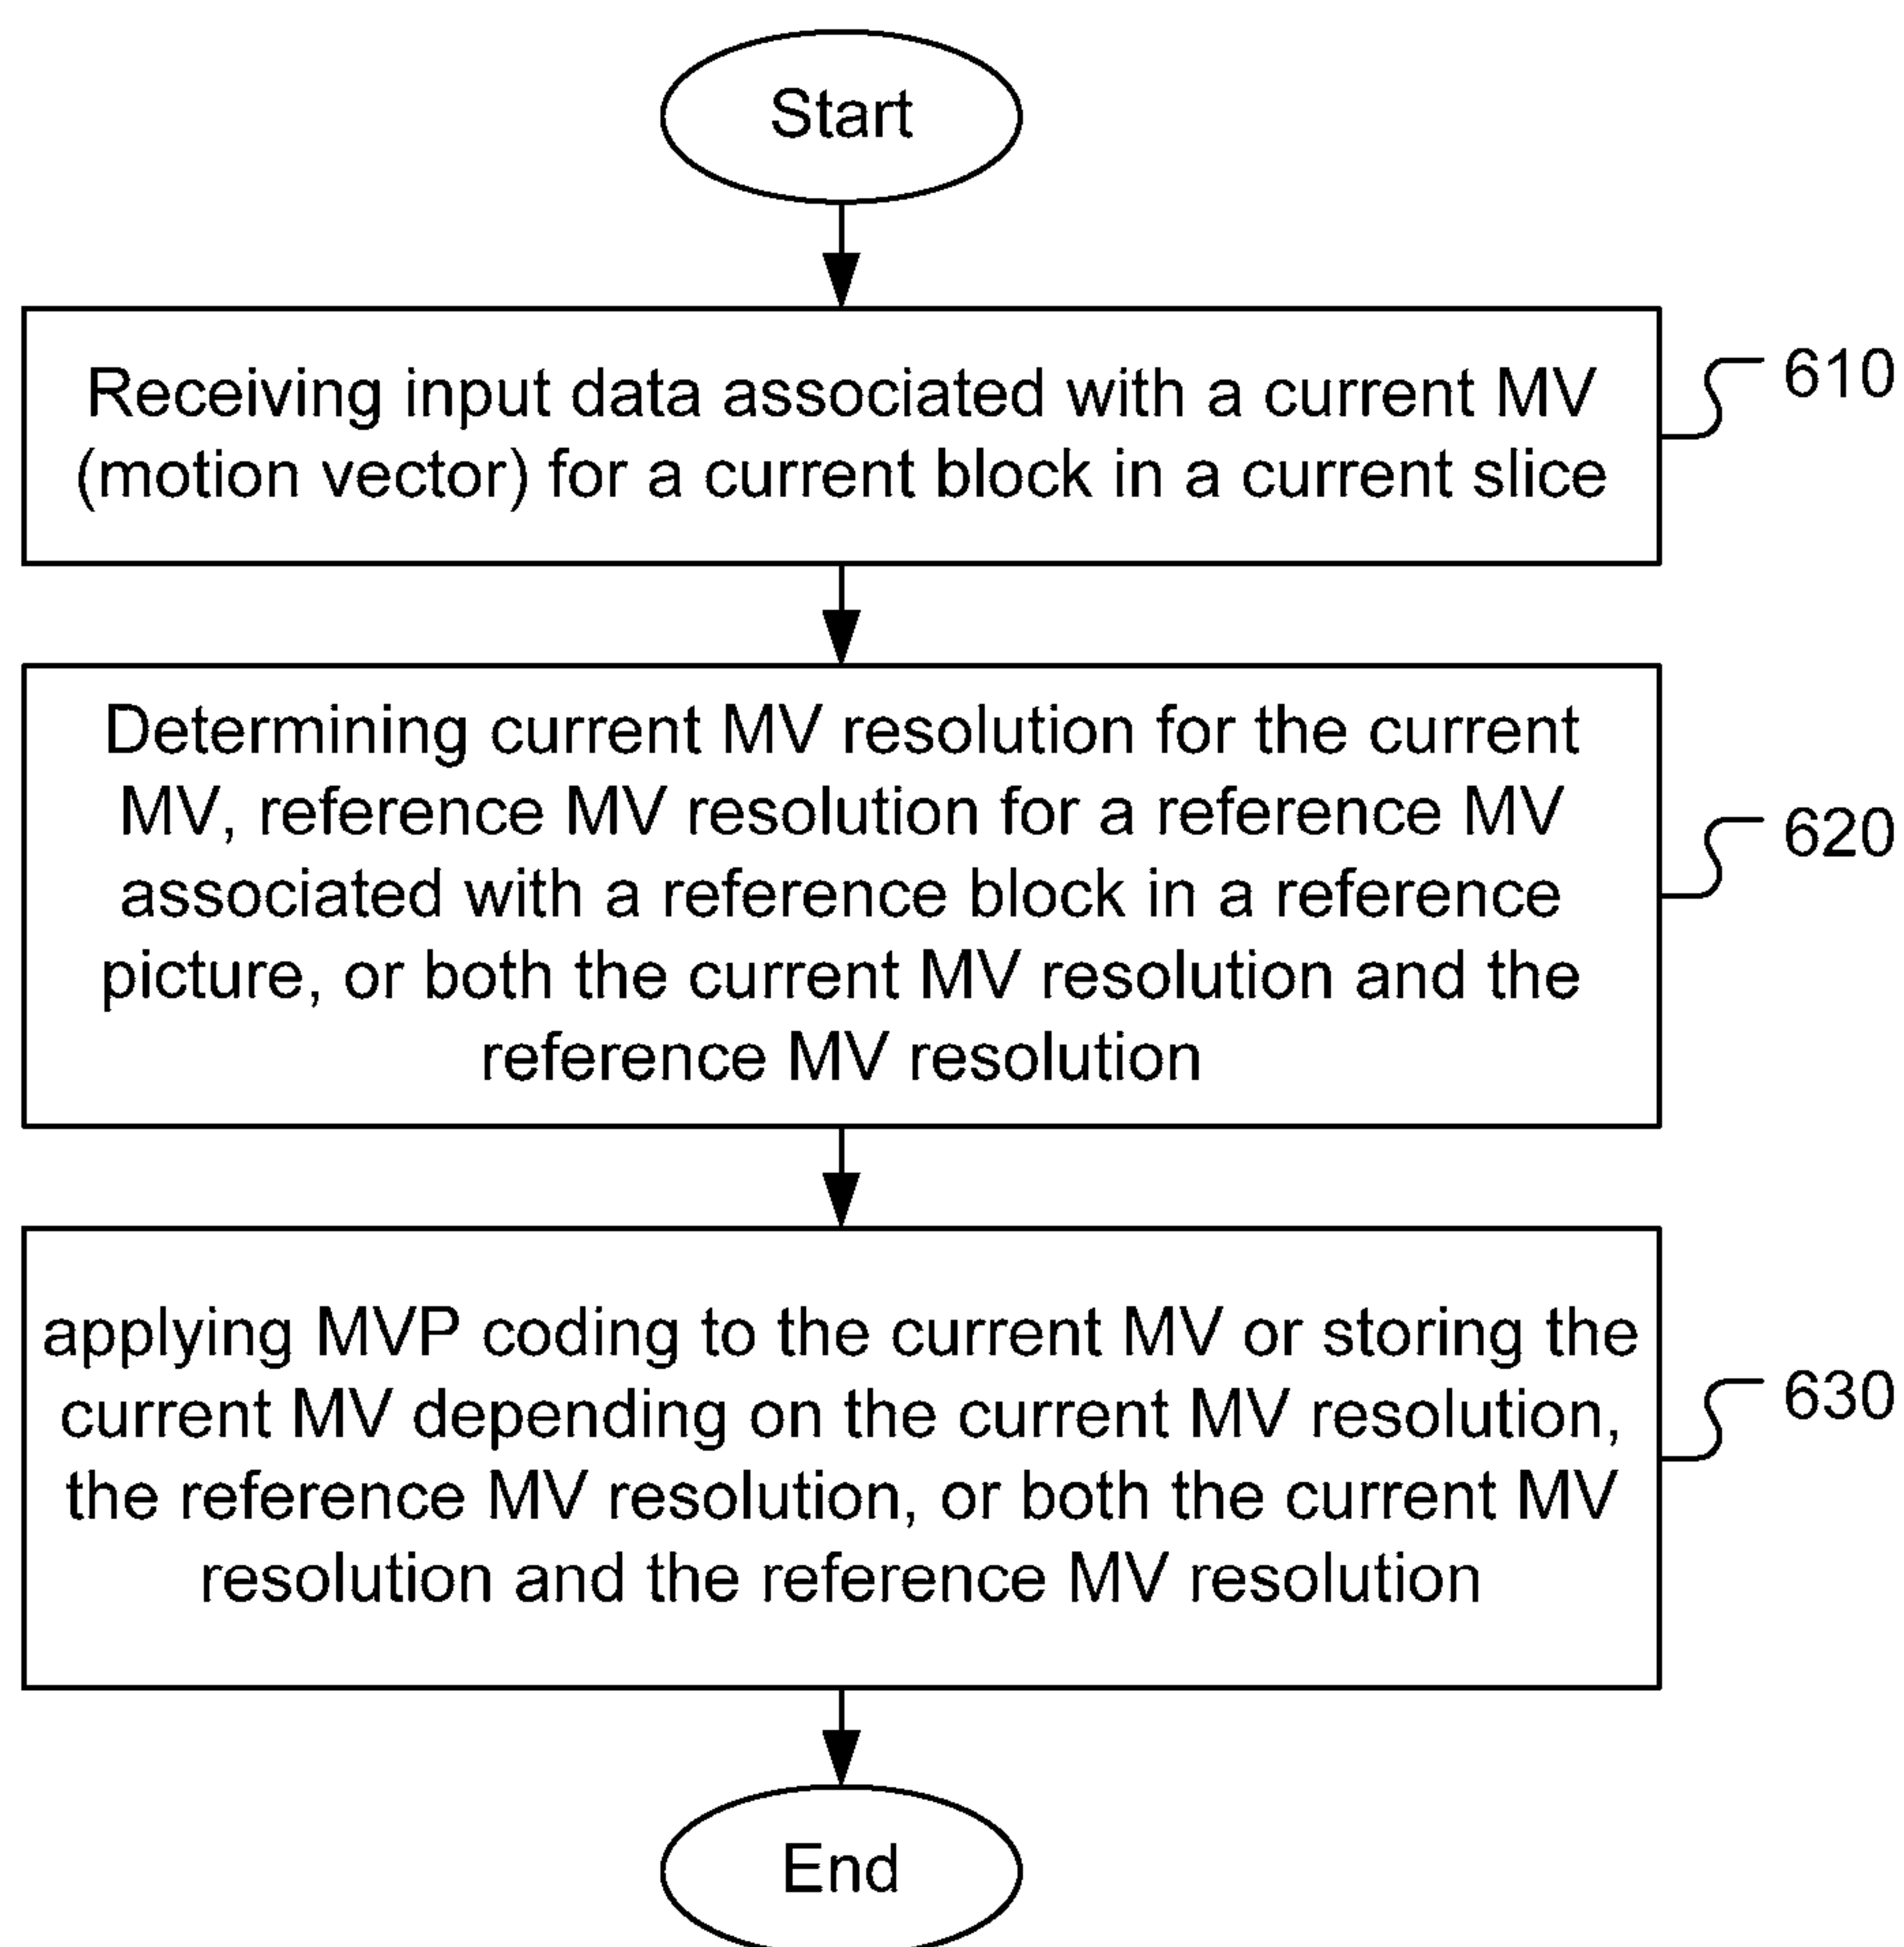 Start
Receiving input data associated with a current MV
(motion vector) for a current block in a current slice
610
Determining current MV resolution for the current
MV, reference MV resolution for a reference MV
associated with a reference block in a reference
picture, or both the current MV resolution and the
reference MV resolution
620
applying MVP coding to the current MV or storing the
current MV depending on the current MV resolution,
the reference MV resolution, or both the current MV
resolution and the reference MV resolution
630
End